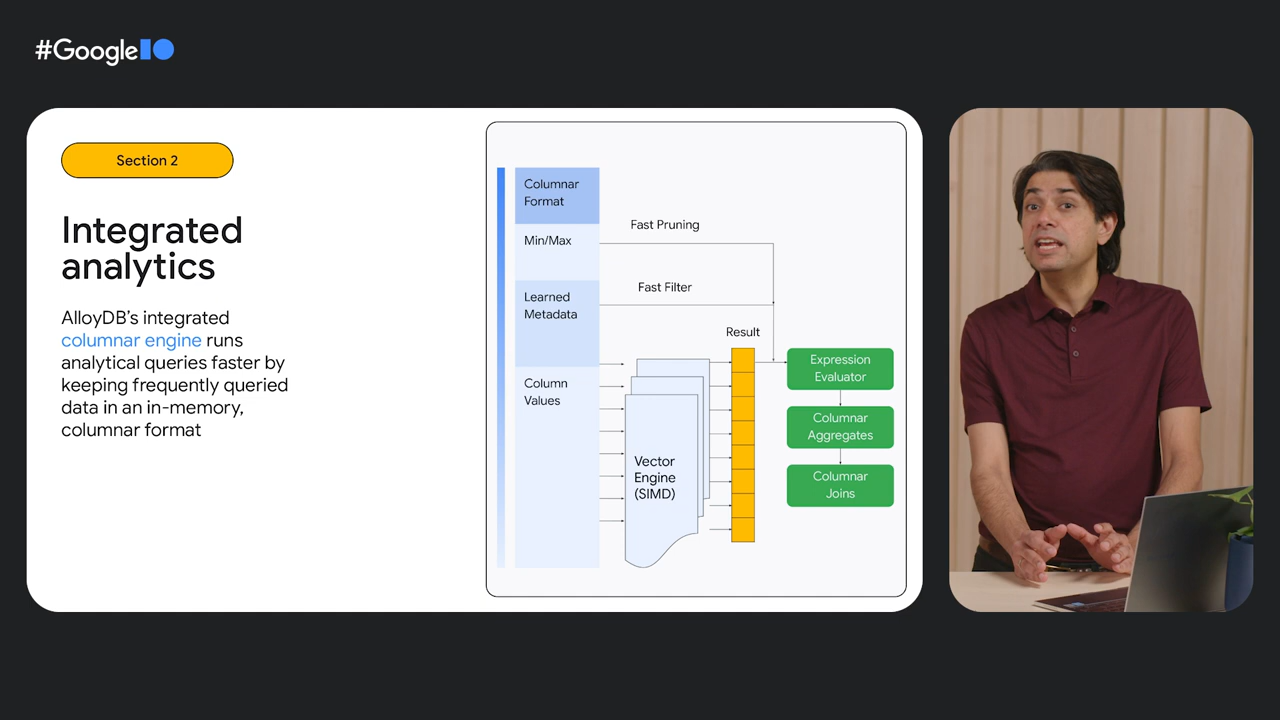 #GoogleIO
Section 2
Integrated
analytics
AlloyDB's integrated
columnar engine runs
analytical queries faster by
keeping frequently queried
data in an in-memory,
columnar format
Columnar
Format
Min/Max
Learned
Metadata
Column
Values
Fast Pruning
Fast Filter
Vector
Engine
(SIMD)
Result
Expression
Evaluator
Columnar
Aggregates
Columnar
Joins